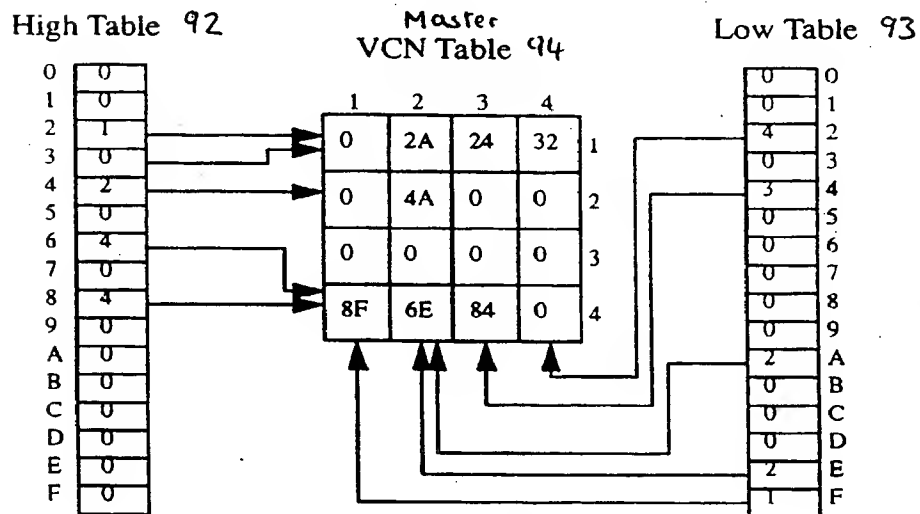 High Table 92
Master
VCN Table 94
Low Table 93
0 0
1 0
2 1
3 0
4 2
5 0
6 4
7 0
8 4
9 0
A 0
B 0
C 0
D 0
E 0
F 0
1 2 3 4
0 2A 24 32 1
0 4A 0 0 2
0 0 0 0 3
8F 6E 84 0 4
0 0
0 1
4 2
0 3
3 4
0 5
0 6
0 7
0 8
0 9
2 A
0 B
0 C
0 D
2 E
1 F